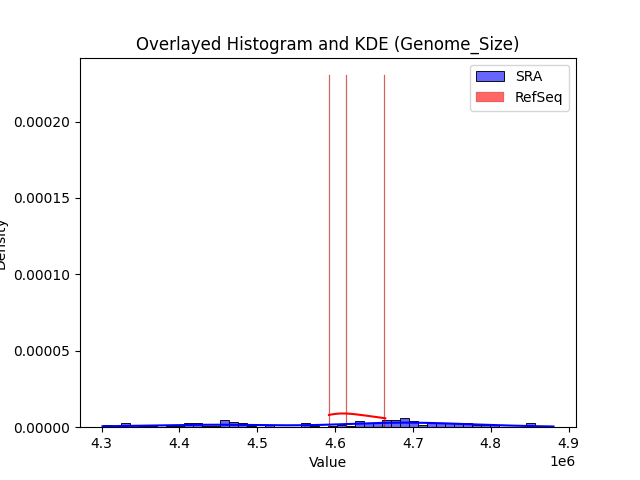 Overlayed Histogram and KDE (Genome_Size)
SRA
RefSeq
0.00020
0.00015
0.00010
0.00005
0.00000
Density
4.3 4.4 4.5 4.6 4.7 4.8 4.9
1e6
Value